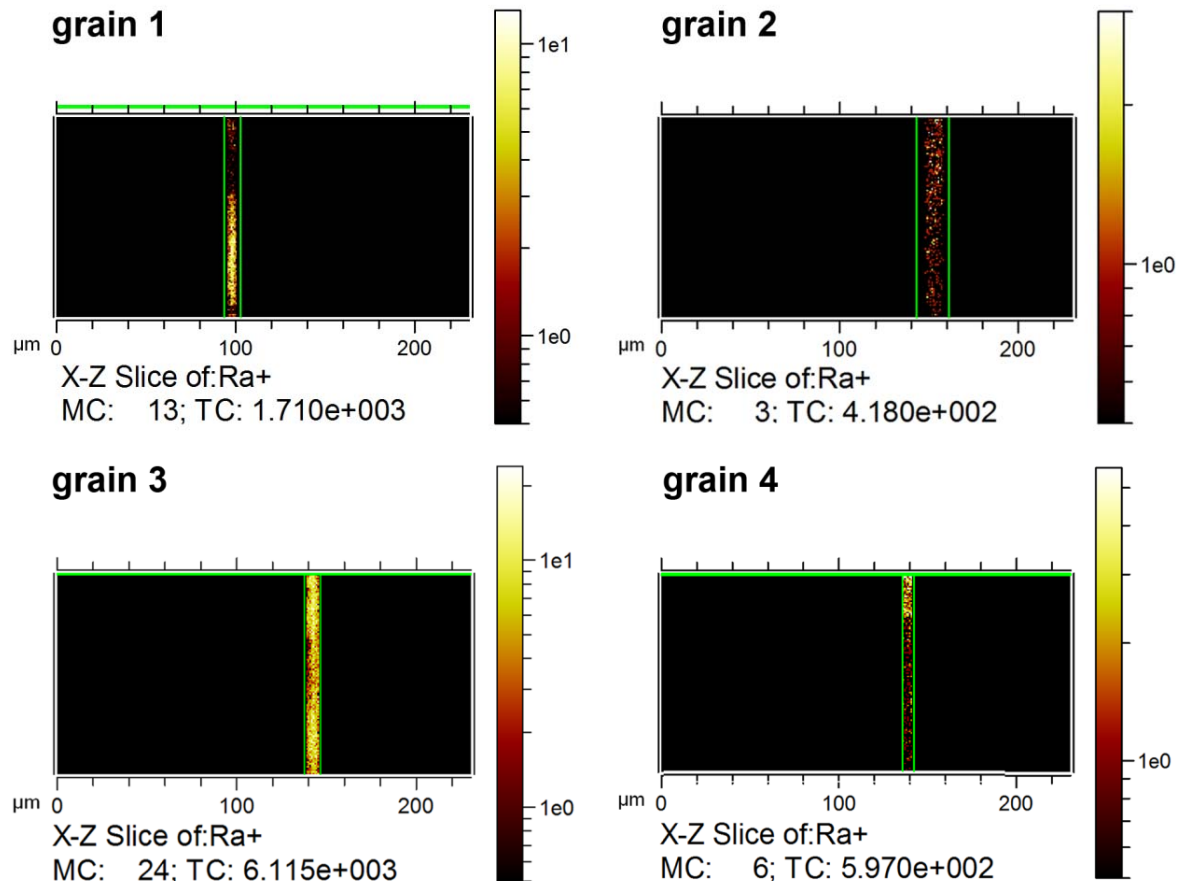 grain 1
1e1
1e0
µm 0 100 200
X-Z Slice of:Ra+
MC: 13; TC: 1.710e+003
grain 2
1e0
µm 0 100 200
X-Z Slice of:Ra+
MC: 3; TC: 4.180e+002
grain 3
1e1
1e0
µm 0 100 200
X-Z Slice of:Ra+
MC: 24; TC: 6.115e+003
grain 4
1e0
µm 0 100 200
X-Z Slice of:Ra+
MC: 6; TC: 5.970e+002